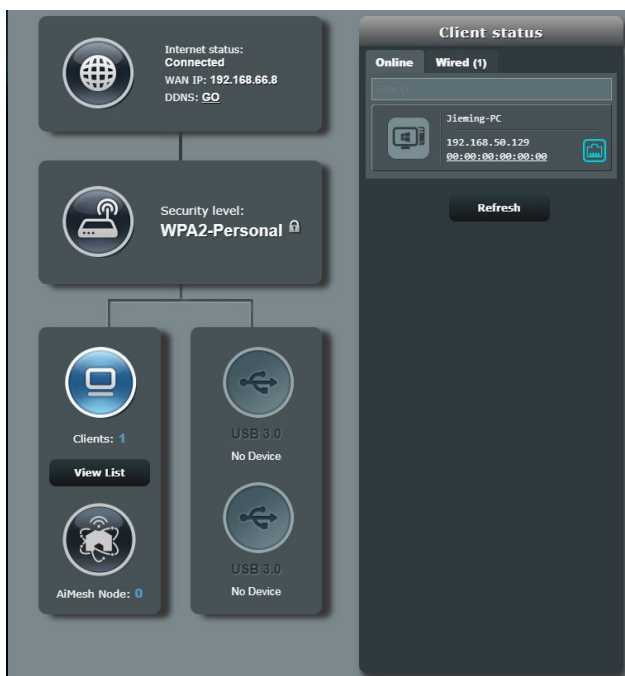 Internet status:
Connected
WAN IP: 192.168.66.8
DDNS: GO
Security level:
WPA2-Personal
Clients: 1
View List
AiMesh Node: 0
USB 3.0
No Device
USB 3.0
No Device
Client status
Online Wired (1)
Search
Jieming-PC
192.168.50.129
00:00:00:00:00:00
Refresh